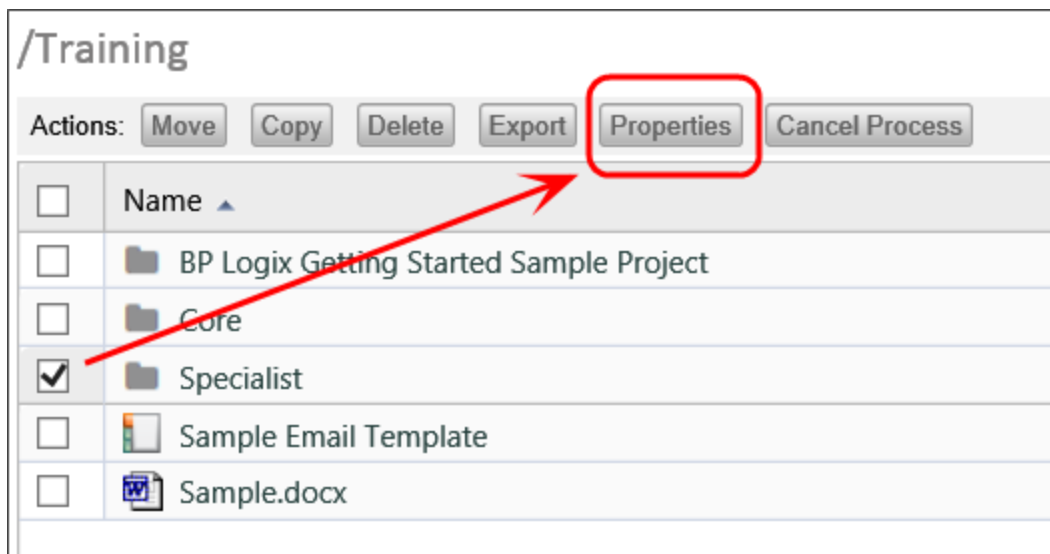 /Training
Actions: Move Copy Delete Export Properties Cancel Process
Name
BP Logix Getting Started Sample Project
Core
Specialist
Sample Email Template
Sample.docx